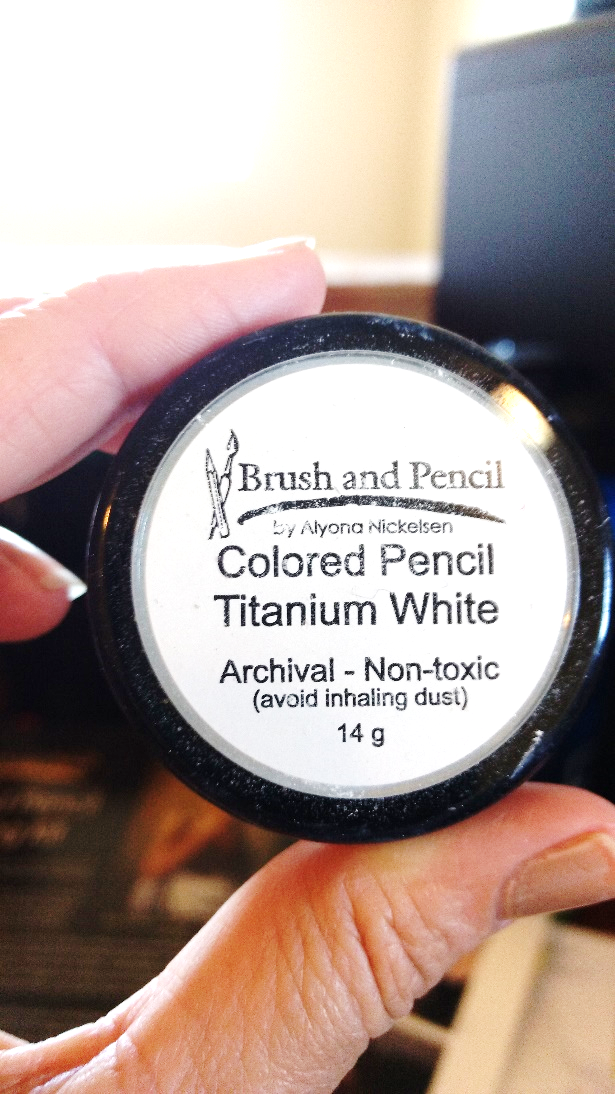 Brush and Pencil
by Alyona Nickelsen
Colored Pencil
Titanium White
Archival - Non-toxic
(avoid inhaling dust)
14 g